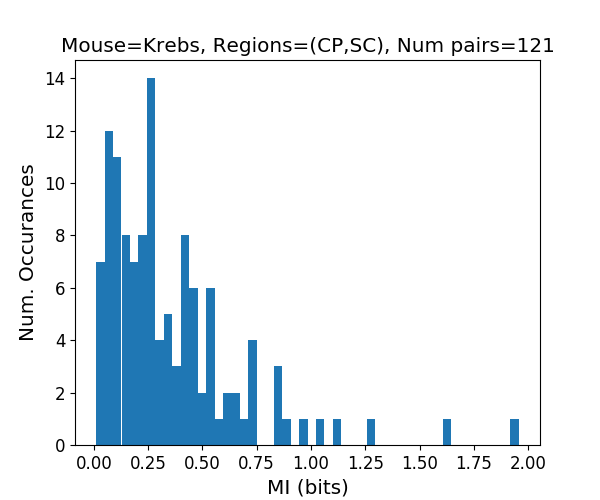 Mouse=Krebs, Regions=(CP,SC), Num pairs=121
14
12
10
8
6
4
2
0
Num. Occurances
0.00 0.25 0.50 0.75 1.00 1.25 1.50 1.75 2.00
MI (bits)